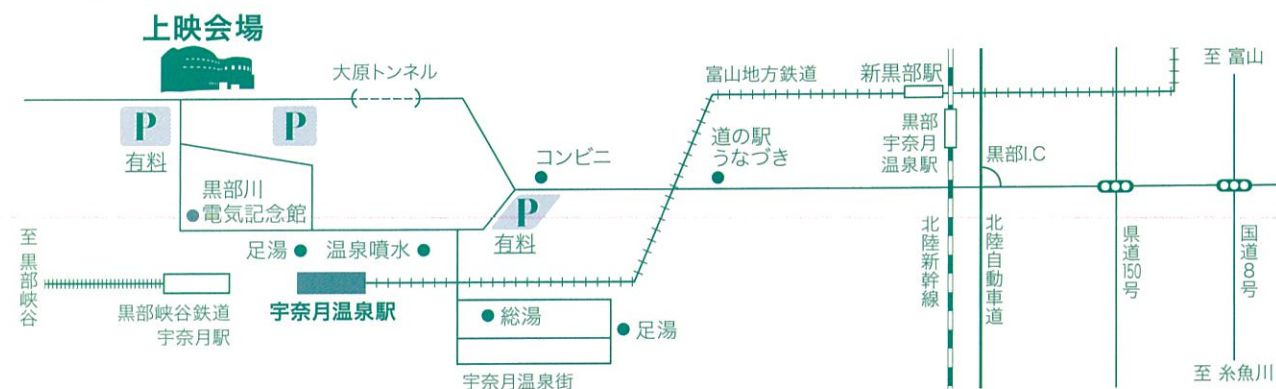 上映会場
大原トンネル
富山地方鉄道
新黒部駅
至 富山
P
有料
P
コンビニ
道の駅
うなづき
黒部
宇奈月
温泉駅
黒部I.C
黒部川
電気記念館
P
有料
足湯
温泉噴水
至 黒部峡谷
北陸新幹線
北陸自動車道
県道150号
国道8号
黒部峡谷鉄道
宇奈月駅
宇奈月温泉駅
総湯
足湯
宇奈月温泉街
至 糸魚川